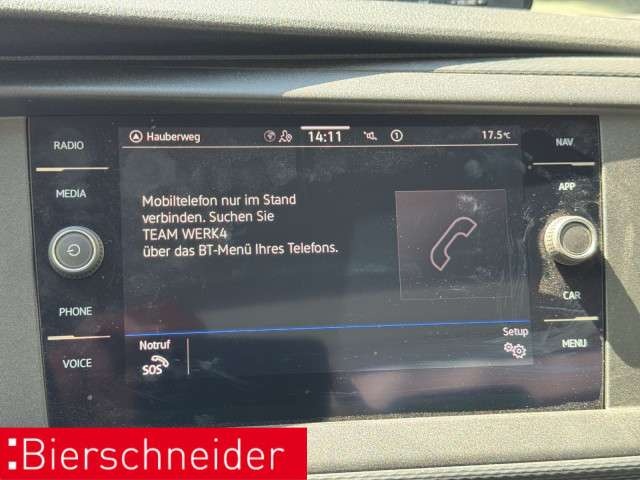 RADIO
MEDIA
PHONE
VOICE
Hauberweg
14:11
1
17.5°C
Mobiltelefon nur im Stand
verbinden. Suchen Sie
TEAM WERK4
über das BT-Menü Ihres Telefons.
Notruf
SOS
Setup
NAV
APP
CAR
MENU
Bierschneider